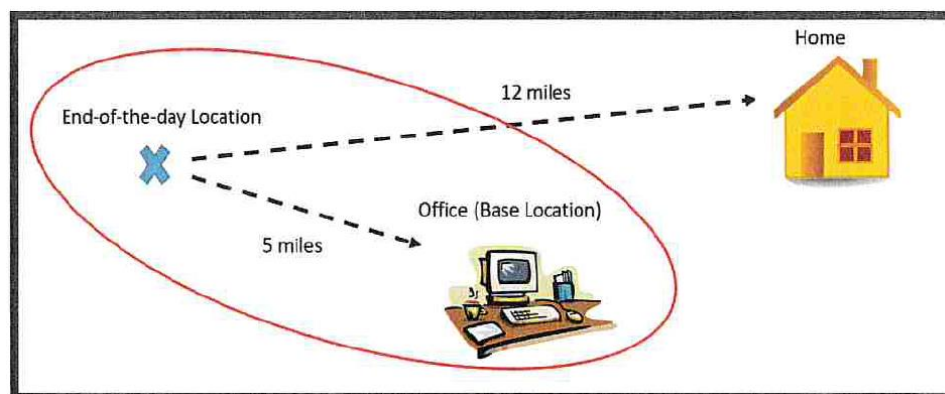 Home
12 miles
End-of-the-day Location
Office (Base Location)
5 miles